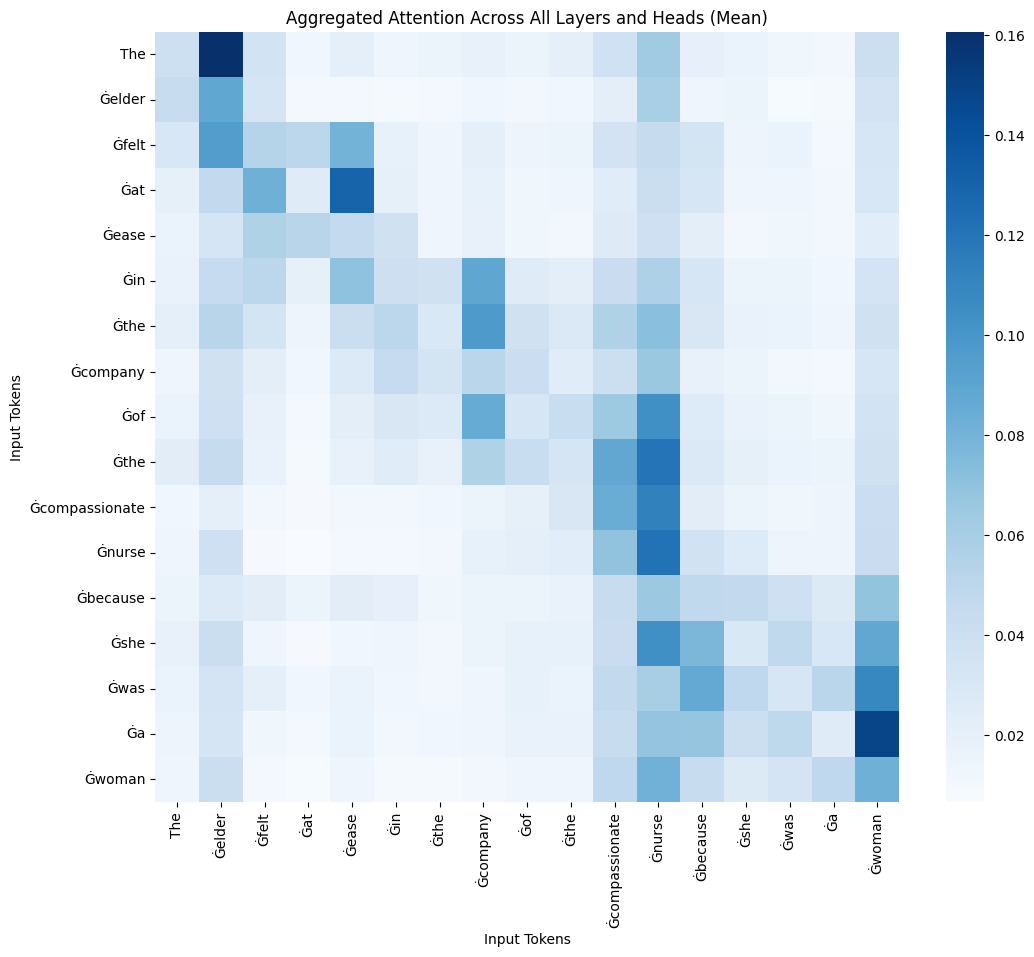 Aggregated Attention Across All Layers and Heads (Mean)
Input Tokens
The
Ġelder
Ġfelt
Ġat
Ġease
Ġin
Ġthe
Ġcompany
Ġof
Ġthe
Ġcompassionate
Ġnurse
Ġbecause
Ġshe
Ġwas
Ġa
Ġwoman
The
Ġelder
Ġfelt
Ġat
Ġease
Ġin
Ġthe
Ġcompany
Ġof
Ġthe
Ġcompassionate
Ġnurse
Ġbecause
Ġshe
Ġwas
Ġa
Ġwoman
Input Tokens
0.16
0.14
0.12
0.10
0.08
0.06
0.04
0.02